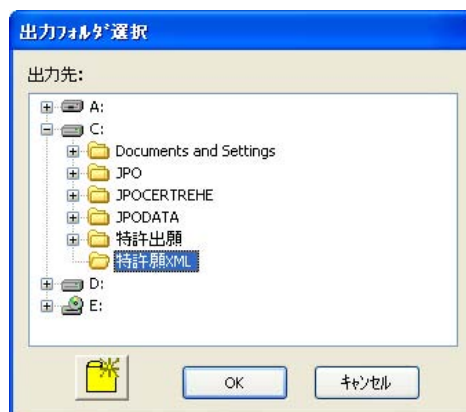 出力ﾌｫﾙﾀﾞ選択
出力先:
A:
C:
Documents and Settings
JPO
JPOCERTREHE
JPODATA
特許出願
特許願XML
D:
E:
OK
ｷｬﾝｾﾙ